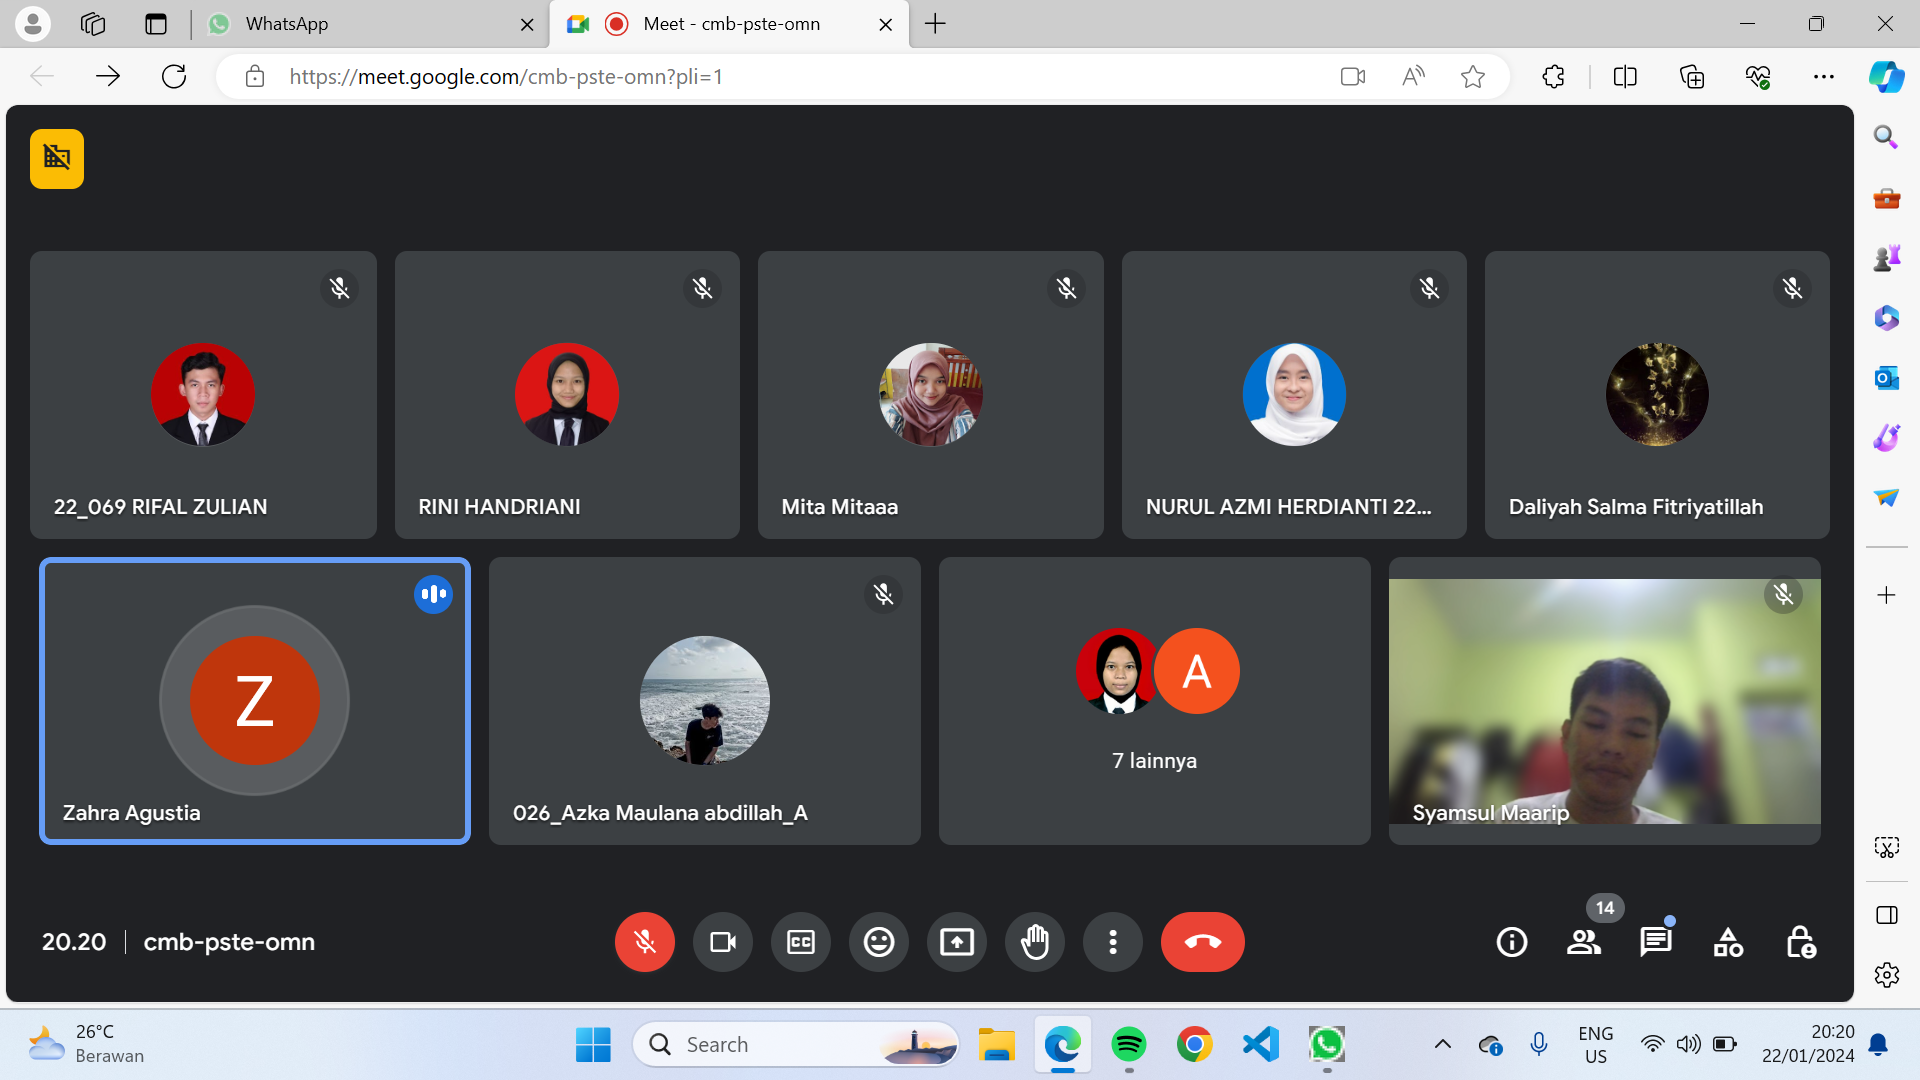 WhatsApp
Meet - cmb-pste-omn
https://meet.google.com/cmb-pste-omn?pli=1
22_069 RIFAL ZULIAN
RINI HANDRIANI
Mita Mitaaa
NURUL AZMI HERDIANTI 22...
Daliyah Salma Fitriyatillah
Z
Zahra Agustia
026_Azka Maulana abdillah_A
A
7 lainnya
Syamsul Maarip
20.20
cmb-pste-omn
CC
14
26°C
Berawan
Search
ENG
US
20:20
22/01/2024